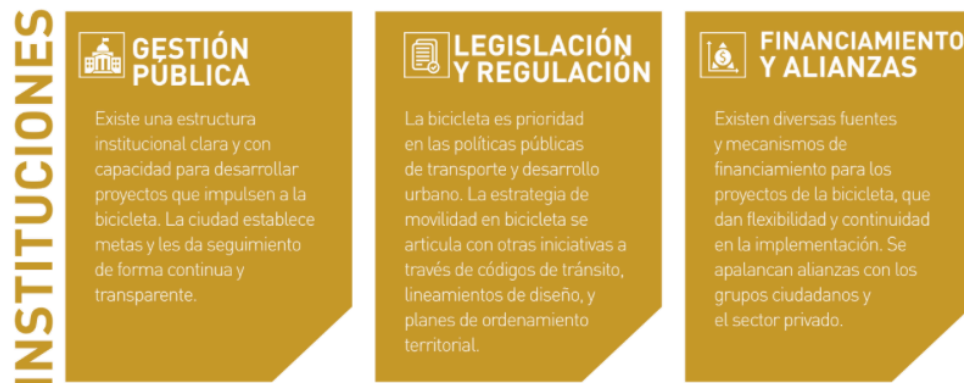 INSTITUCIONES
GESTIÓN
PÚBLICA
Existe una estructura
institucional clara y con
capacidad para desarrollar
proyectos que impulsen a la
bicicleta. La ciudad establece
metas y les da seguimiento
de forma continua y
transparente.
LEGISLACIÓN
Y REGULACIÓN
La bicicleta es prioridad
en las políticas públicas
de transporte y desarrollo
urbano. La estrategia de
movilidad en bicicleta se
articula con otras iniciativas a
través de códigos de tránsito,
lineamientos de diseño, y
planes de ordenamiento
territorial.
FINANCIAMIENTO
Y ALIANZAS
Existen diversas fuentes
y mecanismos de
financiamiento para los
proyectos de la bicicleta, que
dan flexibilidad y continuidad
en la implementación. Se
apalancan alianzas con los
grupos ciudadanos y
el sector privado.